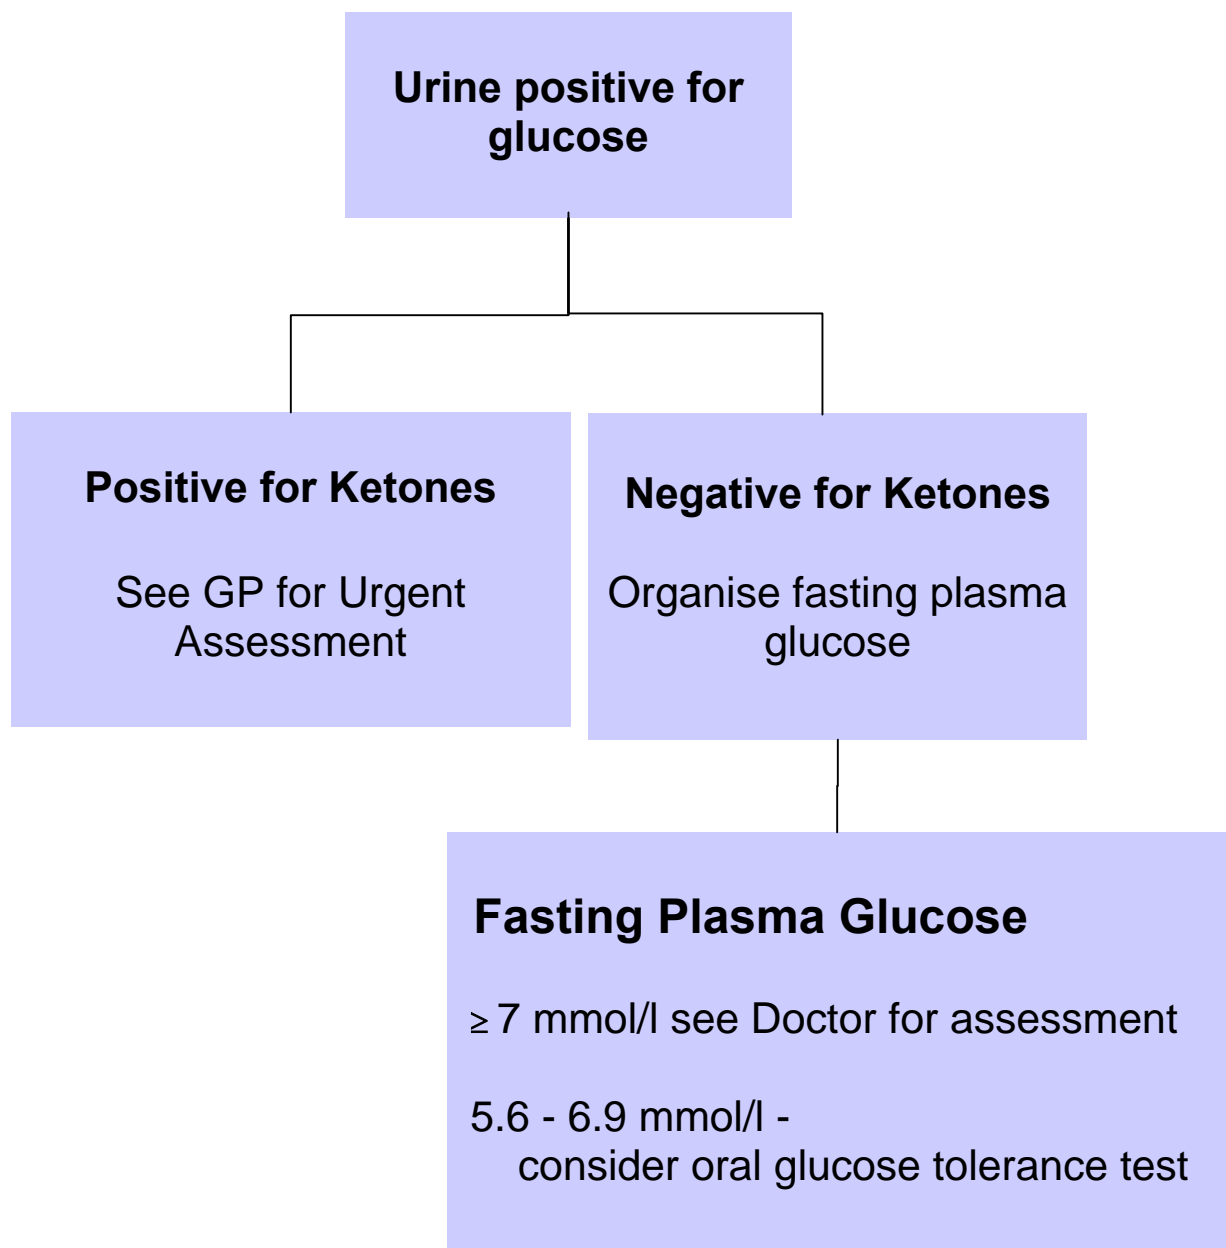 Urine positive for
glucose
Positive for Ketones
See GP for Urgent
Assessment
Negative for Ketones
Organise fasting plasma
glucose
Fasting Plasma Glucose
≥ 7 mmol/l see Doctor for assessment
5.6 - 6.9 mmol/l -
consider oral glucose tolerance test